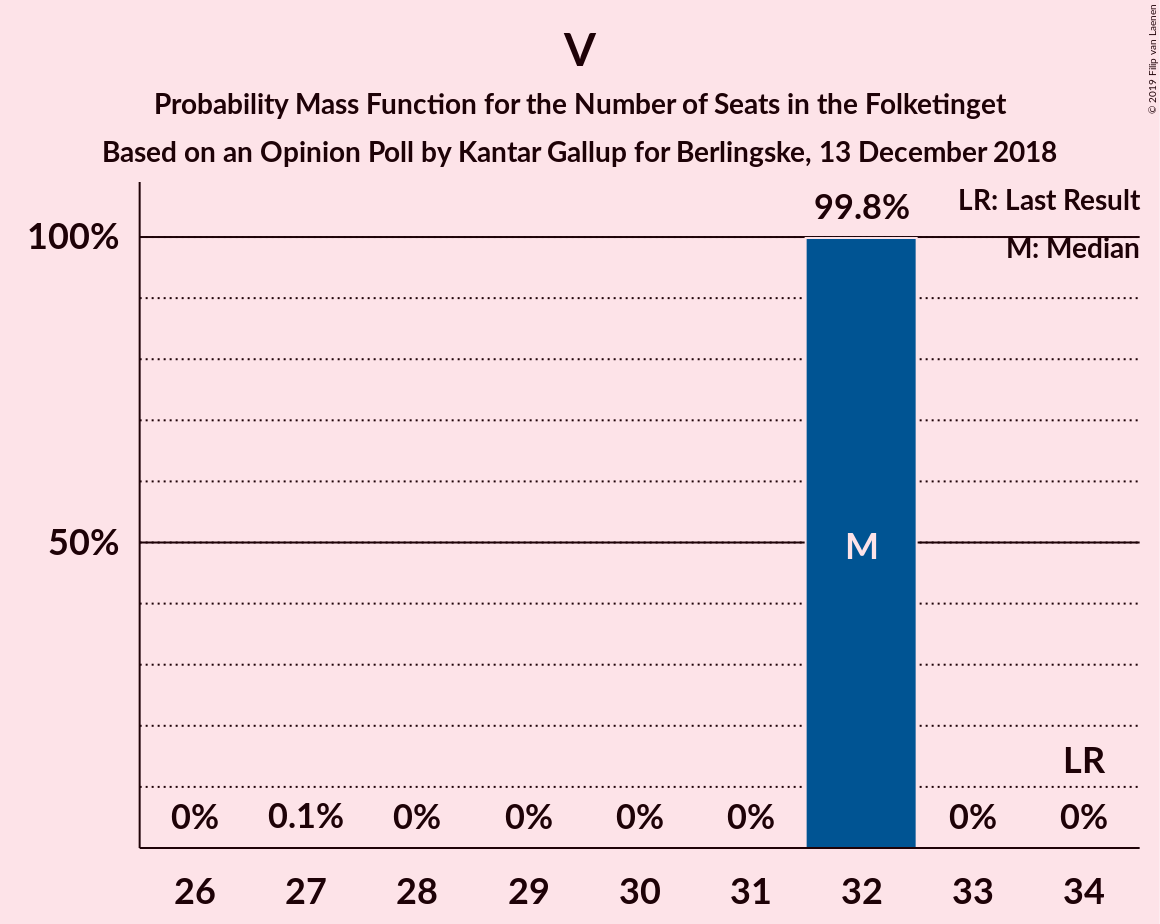 V
Probability Mass Function for the Number of Seats in the Folketinget
Based on an Opinion Poll by Kantar Gallup for Berlingske, 13 December 2018
© 2019 Filip van Laenen
LR: Last Result
M: Median
99.8%
100%
50%
M
LR
0% 0.1% 0% 0% 0% 0% 0% 0%
26 27 28 29 30 31 32 33 34